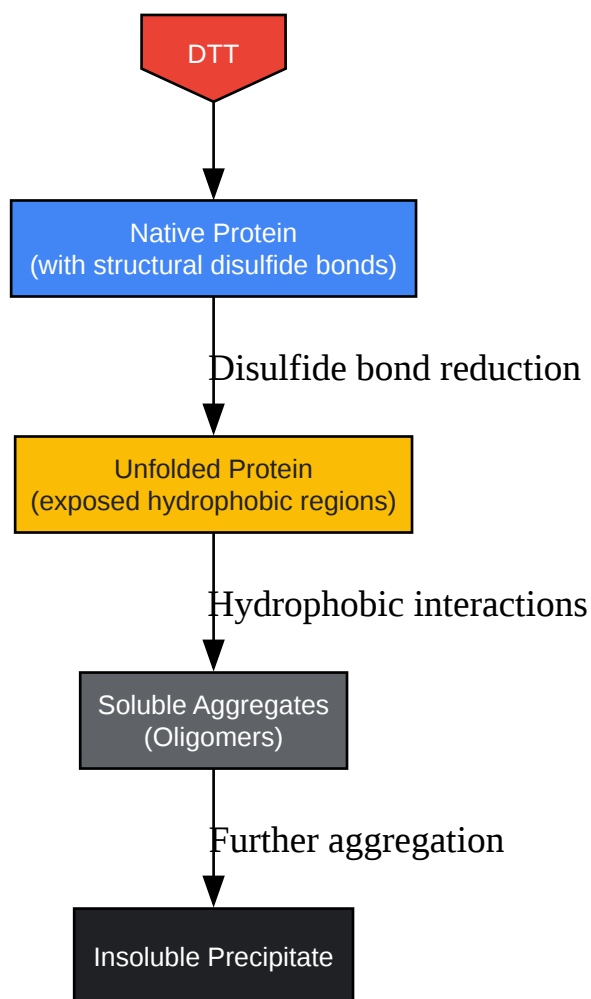 DTT
Native Protein
(with structural disulfide bonds)
Disulfide bond reduction
Unfolded Protein
(exposed hydrophobic regions)
Hydrophobic interactions
Soluble Aggregates
(Oligomers)
Further aggregation
Insoluble Precipitate